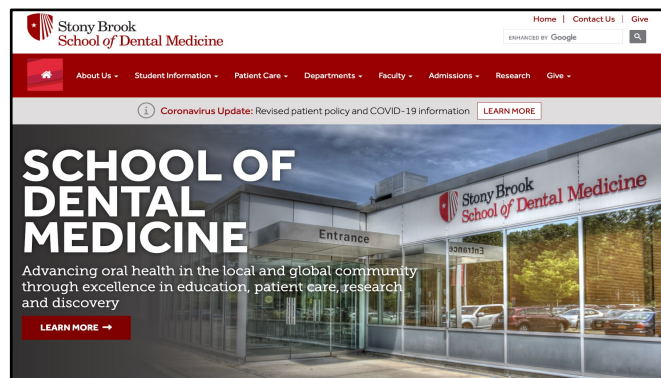 Stony Brook
School of Dental Medicine
Home | Contact Us | Give
ENHANCED BY Google
About Us Student Information Patient Care Departments Faculty Admissions Research Give
Coronavirus Update: Revised patient policy and COVID-19 information LEARN MORE
SCHOOL OF
DENTAL
MEDICINE
Advancing oral health in the local and global community
through excellence in education, patient care, research
and discovery
LEARN MORE →
Entrance
Entrance
Stony Brook
School of Dental Medicine